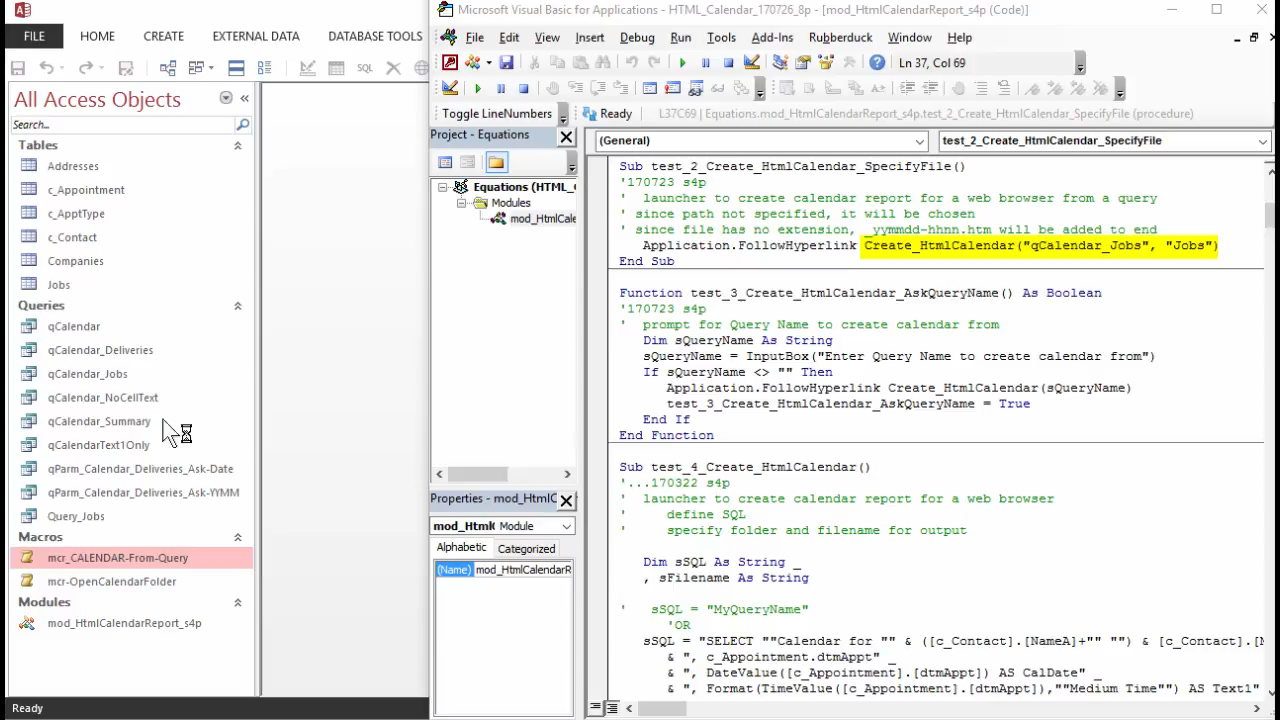 Microsoft Visual Basic for Applications - HTML_Calendar_170726_8p - [mod_HtmlCalendarReport_s4p (Code)]
FILE HOME CREATE EXTERNAL DATA DATABASE TOOLS
File Edit View Insert Debug Run Tools Add-Ins Rubberduck Window Help
SQL
Ln 37, Col 69
All Access Objects
Search...
Toggle LineNumbers
Ready
L37C69 | Equations.mod_HtmlCalendarReport_s4p.test_2_Create_HtmlCalendar_SpecifyFile (procedure)
Tables
Addresses
c_Appointment
c_ApptType
c_Contact
Companies
Jobs
Queries
qCalendar
qCalendar_Deliveries
qCalendar_Jobs
qCalendar_NoCellText
qCalendar_Summary
qCalendarText1Only
qParm_Calendar_Deliveries_Ask-Date
qParm_Calendar_Deliveries_Ask-YYMM
Query_Jobs
Macros
mcr_CALENDAR-From-Query
mcr-OpenCalendarFolder
Modules
mod_HtmlCalendarReport_s4p
Ready
Project - Equations
Equations (HTML_C
Modules
mod_HtmlCale
Properties - mod_HtmlC
mod_Html Module
Alphabetic Categorized
(Name) mod_HtmlCalendarR
(General)
test_2_Create_HtmlCalendar_SpecifyFile
Sub test_2_Create_HtmlCalendar_SpecifyFile()
'170723 s4p
' launcher to create calendar report for a web browser from a query
' since path not specified, it will be chosen
' since file has no extension, _yymmdd-hhnn.htm will be added to end
Application.FollowHyperlink Create_HtmlCalendar("qCalendar_Jobs", "Jobs")
End Sub
Function test_3_Create_HtmlCalendar_AskQueryName() As Boolean
'170723 s4p
' prompt for Query Name to create calendar from
Dim sQueryName As String
sQueryName = InputBox("Enter Query Name to create calendar from")
If sQueryName <> "" Then
Application.FollowHyperlink Create_HtmlCalendar(sQueryName)
test_3_Create_HtmlCalendar_AskQueryName = True
End If
End Function
Sub test_4_Create_HtmlCalendar()
'...170322 s4p
' launcher to create calendar report for a web browser
' define SQL
' specify folder and filename for output
Dim sSQL As String _
, sFilename As String
' sSQL = "MyQueryName"
'OR
sSQL = "SELECT ""Calendar for "" & ([c_Contact].[NameA]+"" "") & [c_Contact].[N
& ", c_Appointment.dtmAppt" _
& ", DateValue([c_Appointment].[dtmAppt]) AS CalDate" _
& ", Format(TimeValue([c_Appointment].[dtmAppt]),""Medium Time"") AS Text1"